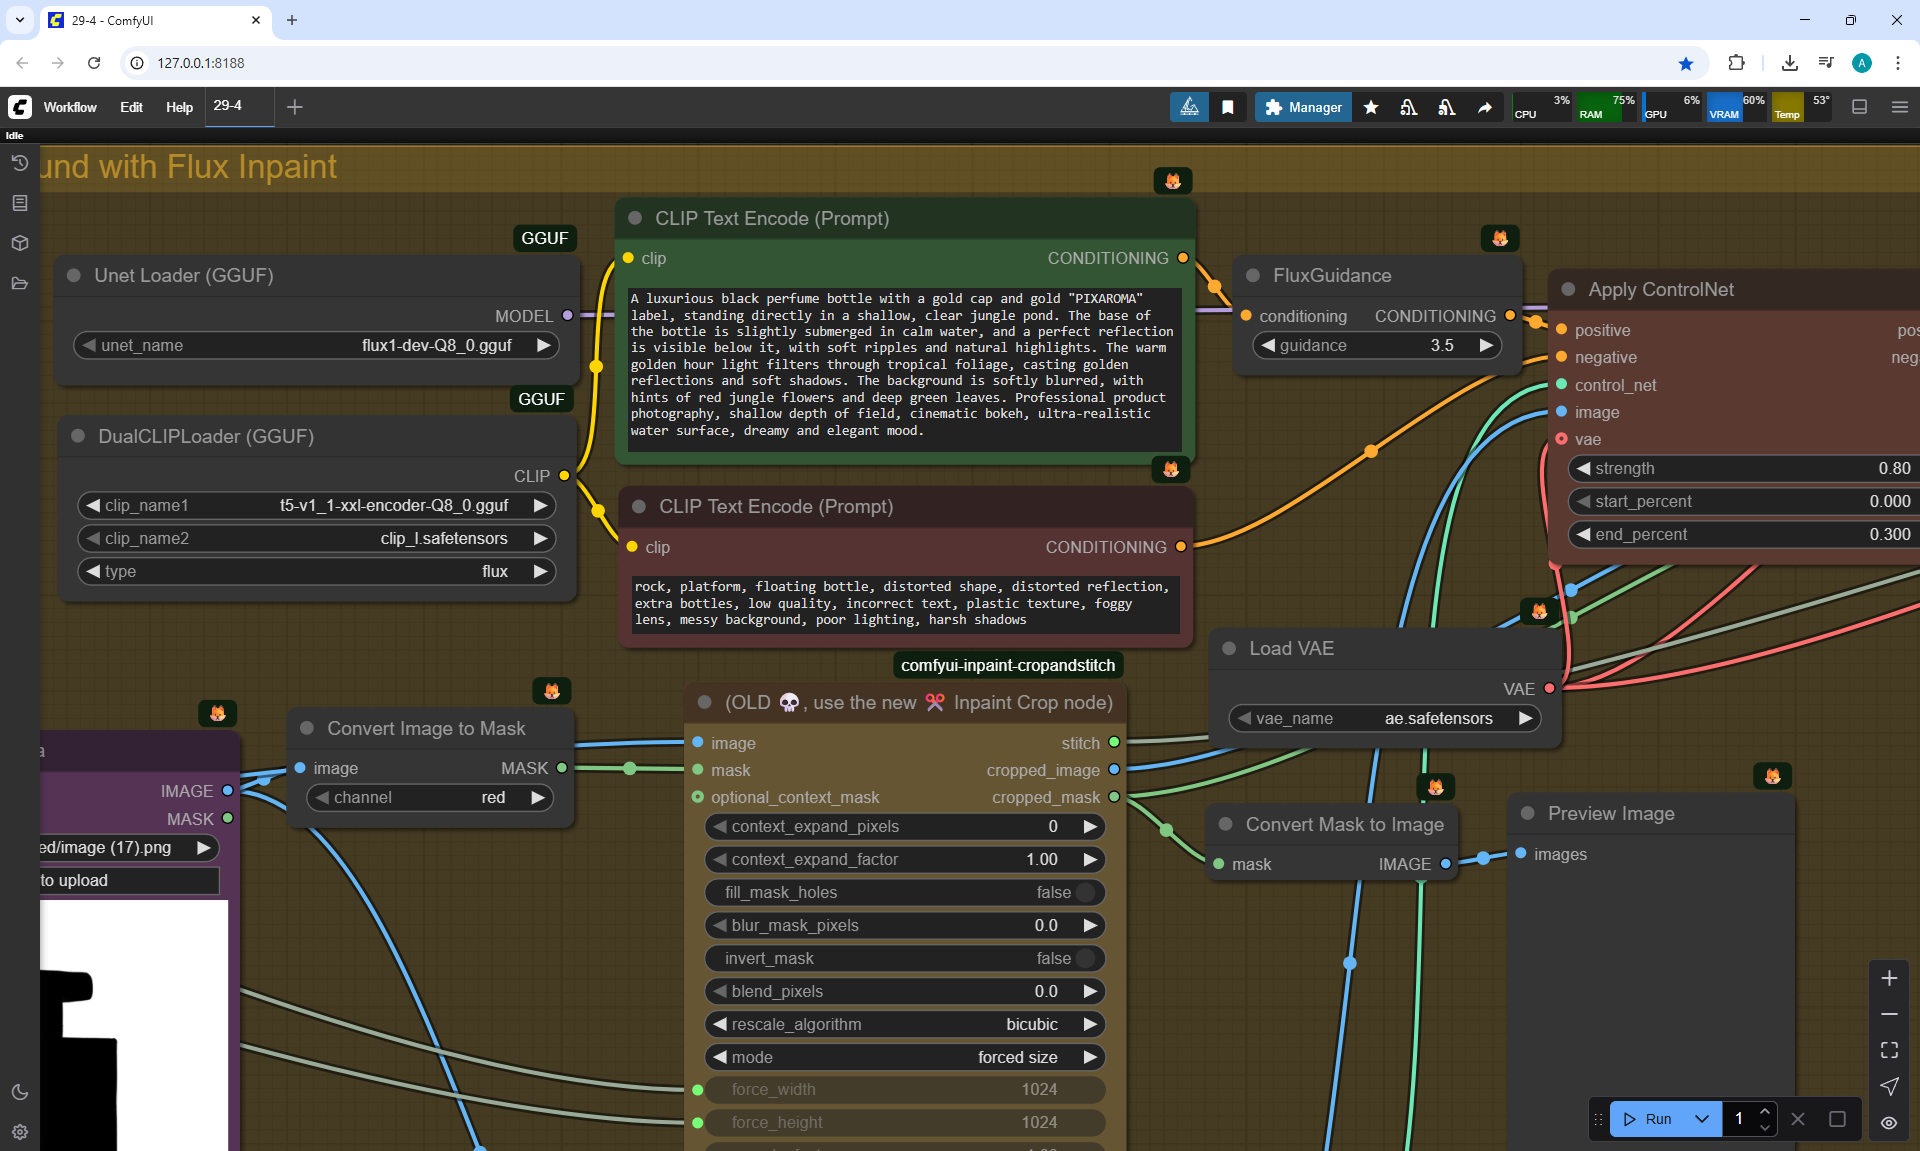 29-4 - ComfyUI
127.0.0.1:8188
A
Workflow Edit Help 29-4
Manager
CPU 3% RAM 75% GPU 6% VRAM 60% Temp 53°
Idle
und with Flux Inpaint
GGUF
Unet Loader (GGUF)
MODEL
unet_name flux1-dev-Q8_0.gguf
GGUF
DualCLIPLoader (GGUF)
CLIP
clip_name1 t5-v1_1-xxl-encoder-Q8_0.gguf
clip_name2 clip_l.safetensors
type flux
CLIP Text Encode (Prompt)
clip CONDITIONING
A luxurious black perfume bottle with a gold cap and gold "PIXAROMA"
label, standing directly in a shallow, clear jungle pond. The base of
the bottle is slightly submerged in calm water, and a perfect reflection
is visible below it, with soft ripples and natural highlights. The warm
golden hour light filters through tropical foliage, casting golden
reflections and soft shadows. The background is softly blurred, with
hints of red jungle flowers and deep green leaves. Professional product
photography, shallow depth of field, cinematic bokeh, ultra-realistic
water surface, dreamy and elegant mood.
CLIP Text Encode (Prompt)
clip CONDITIONING
rock, platform, floating bottle, distorted shape, distorted reflection,
extra bottles, low quality, incorrect text, plastic texture, foggy
lens, messy background, poor lighting, harsh shadows
FluxGuidance
conditioning CONDITIONING
guidance 3.5
Apply ControlNet
positive pos
negative neg
control_net
image
vae
strength 0.80
start_percent 0.000
end_percent 0.300
Load VAE
VAE
vae_name ae.safetensors
a
IMAGE
MASK
ed/image (17).png
to upload
Convert Image to Mask
image MASK
channel red
comfyui-inpaint-cropandstitch
(OLD 💀, use the new ✂️ Inpaint Crop node)
image stitch
mask cropped_image
optional_context_mask cropped_mask
context_expand_pixels 0
context_expand_factor 1.00
fill_mask_holes false
blur_mask_pixels 0.0
invert_mask false
blend_pixels 0.0
rescale_algorithm bicubic
mode forced size
force_width 1024
force_height 1024
Convert Mask to Image
mask IMAGE
Preview Image
images
Run 1